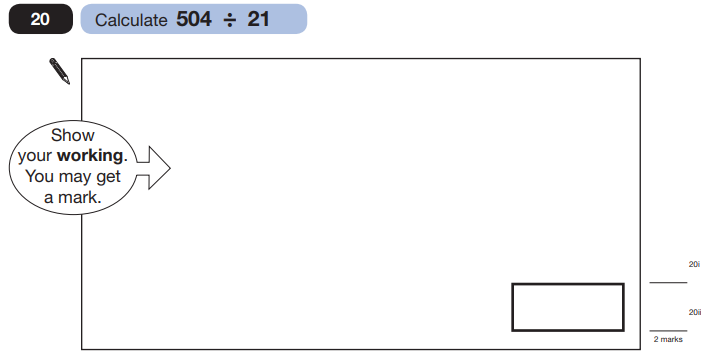 20 Calculate 504 ÷ 21
Show
your working.
You may get
a mark.
20i
20ii
2 marks